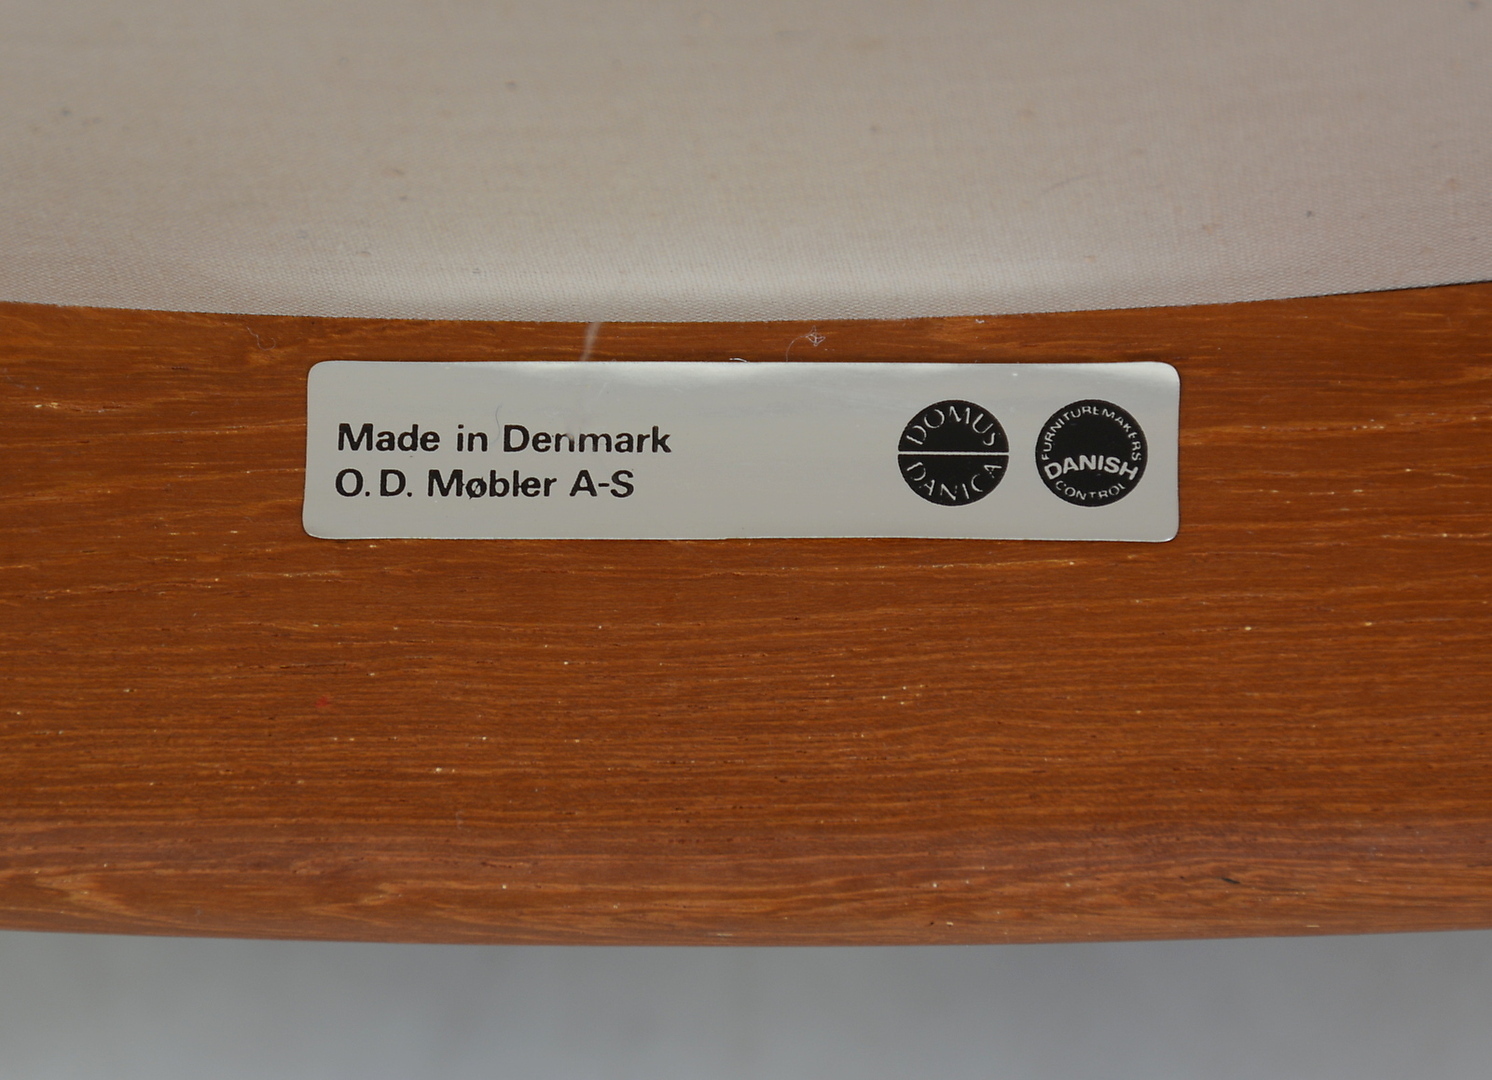 Made in Denmark
O.D. Møbler A-S
DOMUS
DANICA
FURNITUREMAKERS
DANISH
CONTROL